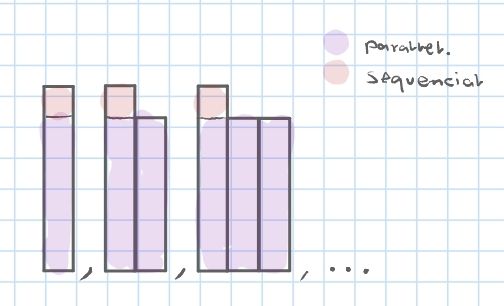 parallel.
sequencial
, , , ...